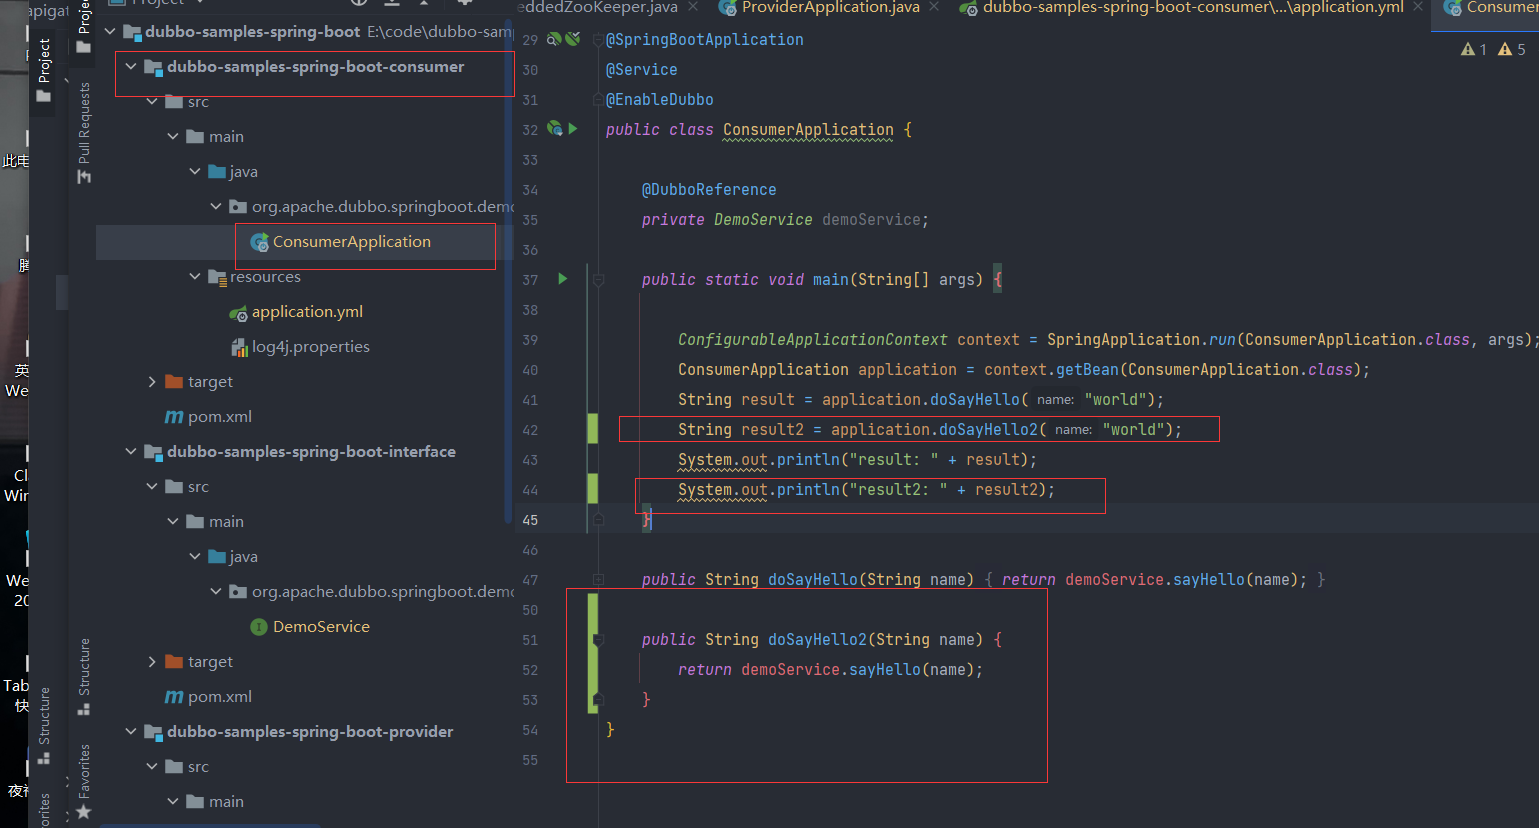 Project
eddedZooKeeper.java
ProviderApplication.java
dubbo-samples-spring-boot-consumer\...\application.yml
Consumer
Project
Pull Requests
Structure
Favorites
Structure
orites
此电
英
We
Win
We
20
Tab
快
dubbo-samples-spring-boot E:\code\dubbo-sam
dubbo-samples-spring-boot-consumer
src
main
java
org.apache.dubbo.springboot.demo
ConsumerApplication
resources
application.yml
log4j.properties
target
pom.xml
dubbo-samples-spring-boot-interface
src
main
java
org.apache.dubbo.springboot.demo
DemoService
target
pom.xml
dubbo-samples-spring-boot-provider
src
main
1 5
29 @SpringBootApplication
30 @Service
31 @EnableDubbo
32 public class ConsumerApplication {
33
34 @DubboReference
35 private DemoService demoService;
36
37 public static void main(String[] args) {
38
39 ConfigurableApplicationContext context = SpringApplication.run(ConsumerApplication.class, args);
40 ConsumerApplication application = context.getBean(ConsumerApplication.class);
41 String result = application.doSayHello( name: "world");
42 String result2 = application.doSayHello2( name: "world");
43 System.out.println("result: " + result);
44 System.out.println("result2: " + result2);
45 }
46
47 public String doSayHello(String name) { return demoService.sayHello(name); }
50
51 public String doSayHello2(String name) {
52 return demoService.sayHello(name);
53 }
54 }
55